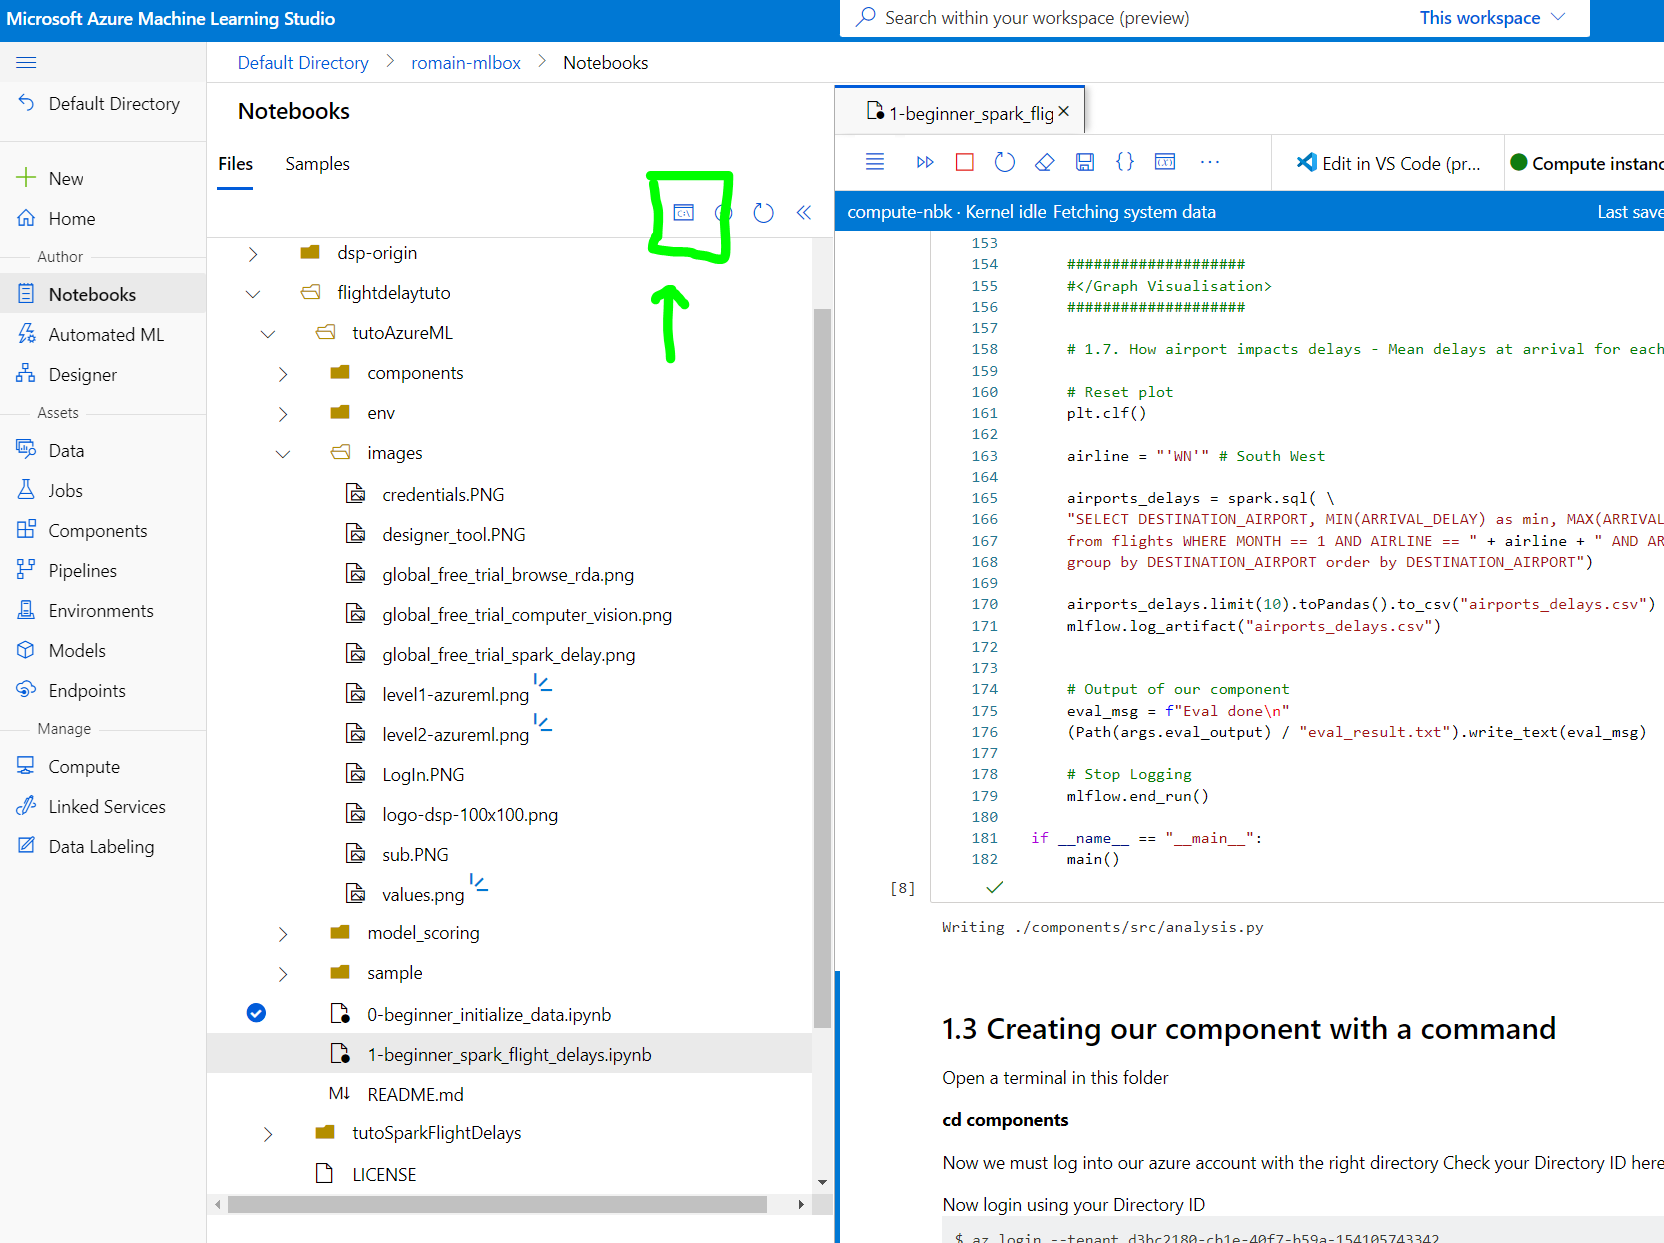 Microsoft Azure Machine Learning Studio
Search within your workspace (preview)
This workspace
Default Directory
romain-mlbox
Notebooks
Default Directory
New
Home
Author
Notebooks
Automated ML
Designer
Assets
Data
Jobs
Components
Pipelines
Environments
Models
Endpoints
Manage
Compute
Linked Services
Data Labeling
Notebooks
Files
Samples
dsp-origin
flightdelaytuto
tutoAzureML
components
env
images
credentials.PNG
designer_tool.PNG
global_free_trial_browse_rda.png
global_free_trial_computer_vision.png
global_free_trial_spark_delay.png
level1-azureml.png
level2-azureml.png
LogIn.PNG
logo-dsp-100x100.png
sub.PNG
values.png
model_scoring
sample
0-beginner_initialize_data.ipynb
1-beginner_spark_flight_delays.ipynb
M↓ README.md
tutoSparkFlightDelays
LICENSE
1-beginner_spark_flig
Edit in VS Code (pr...
Compute instanc
compute-nbk · Kernel idle Fetching system data
Last save
153
154 ####################
155 #</Graph Visualisation>
156 ####################
157
158 # 1.7. How airport impacts delays - Mean delays at arrival for each
159
160 # Reset plot
161 plt.clf()
162
163 airline = "'WN'" # South West
164
165 airports_delays = spark.sql( \
166 "SELECT DESTINATION_AIRPORT, MIN(ARRIVAL_DELAY) as min, MAX(ARRIVAL
167 from flights WHERE MONTH == 1 AND AIRLINE == " + airline + " AND AR
168 group by DESTINATION_AIRPORT order by DESTINATION_AIRPORT")
169
170 airports_delays.limit(10).toPandas().to_csv("airports_delays.csv")
171 mlflow.log_artifact("airports_delays.csv")
172
173
174 # Output of our component
175 eval_msg = f"Eval done\n"
176 (Path(args.eval_output) / "eval_result.txt").write_text(eval_msg)
177
178 # Stop Logging
179 mlflow.end_run()
180
181 if __name__ == "__main__":
182 main()
[8]
Writing ./components/src/analysis.py
1.3 Creating our component with a command
Open a terminal in this folder
cd components
Now we must log into our azure account with the right directory Check your Directory ID here
Now login using your Directory ID
$ az login --tenant d3bc2180-cb1e-40f7-b59a-154105743342